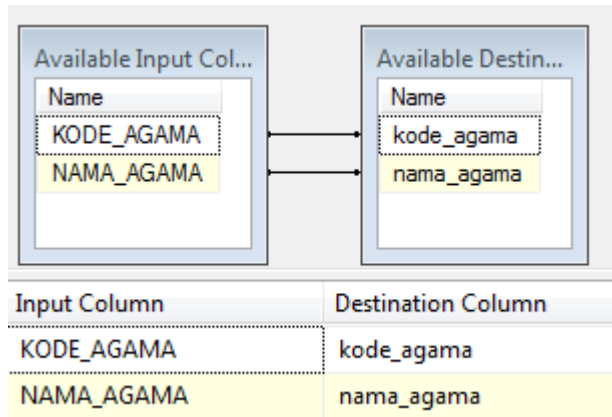 Available Input Col... Available Destin...
Name Name
KODE_AGAMA kode_agama
NAMA_AGAMA nama_agama
Input Column Destination Column
KODE_AGAMA kode_agama
NAMA_AGAMA nama_agama